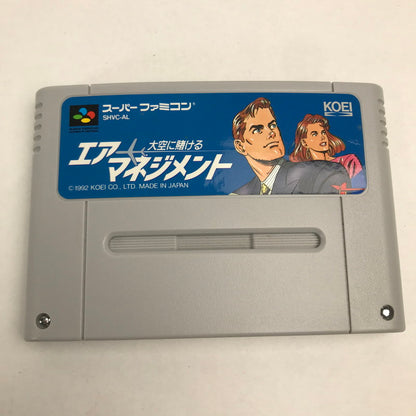 スーパーファミコン®
SHVC-AL
KOEI
大空に賭ける
エアーマネジメント
© 1992 KOEI CO., LTD. MADE IN JAPAN